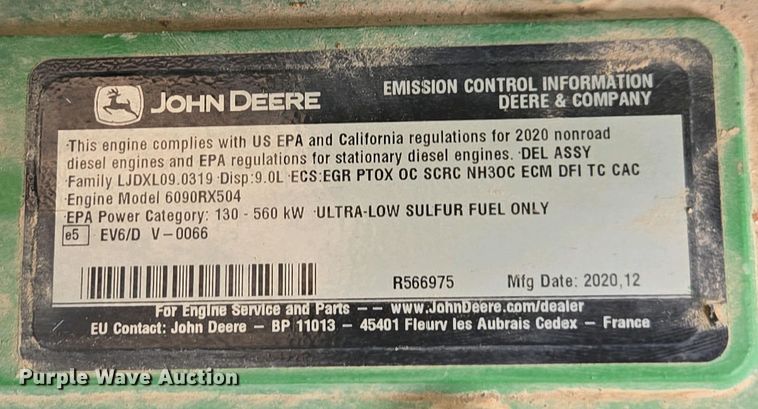 JOHN DEERE
EMISSION CONTROL INFORMATION
DEERE & COMPANY
·This engine complies with US EPA and California regulations for 2020 nonroad
diesel engines and EPA regulations for stationary diesel engines. ·DEL ASSY
·Family LJDXL09.0319 ·Disp:9.0L ·ECS:EGR PTOX OC SCRC NH3OC ECM DFI TC CAC
·Engine Model 6090RX504
·EPA Power Category: 130 - 560 kW ·ULTRA-LOW SULFUR FUEL ONLY
e5 EV6/D V-0066
R566975 Mfg Date: 2020,12
For Engine Service and Parts -- www.JohnDeere.com/dealer
EU Contact: John Deere – BP 11013 – 45401 Fleury les Aubrais Cedex – France
Purple Wave Auction